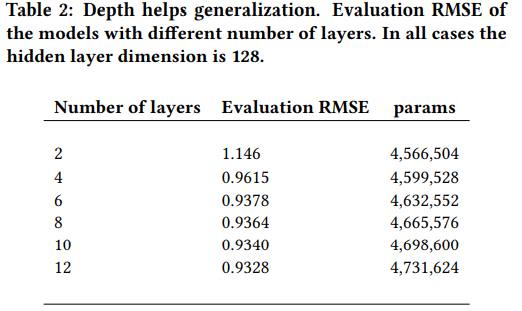 Table 2: Depth helps generalization. Evaluation RMSE of
the models with different number of layers. In all cases the
hidden layer dimension is 128.
Number of layers Evaluation RMSE params
2 1.146 4,566,504
4 0.9615 4,599,528
6 0.9378 4,632,552
8 0.9364 4,665,576
10 0.9340 4,698,600
12 0.9328 4,731,624